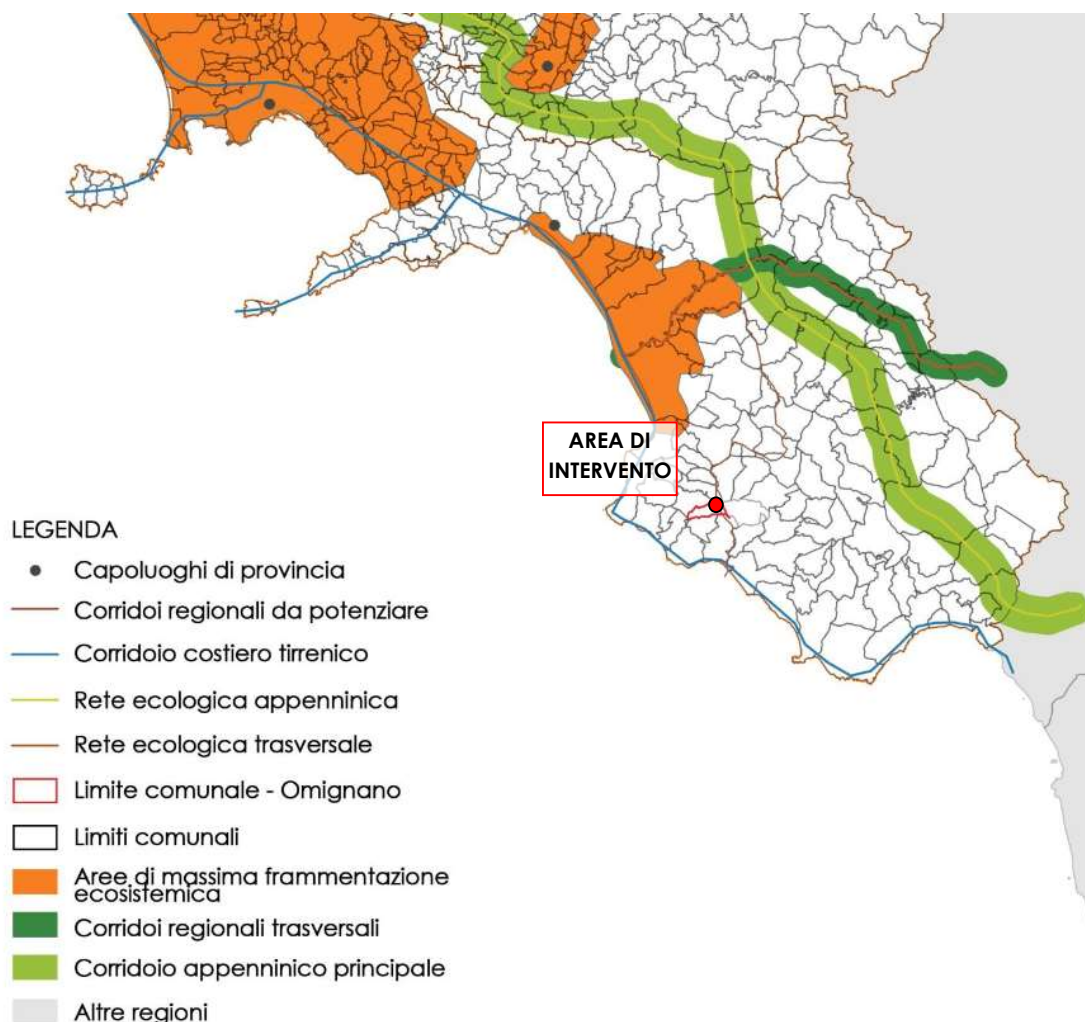 AREA DI
INTERVENTO
LEGENDA
Capoluoghi di provincia
Corridoi regionali da potenziare
Corridoio costiero tirrenico
Rete ecologica appenninica
Rete ecologica trasversale
Limite comunale - Omignano
Limiti comunali
Aree di massima frammentazione
ecosistemica
Corridoi regionali trasversali
Corridoio appenninico principale
Altre regioni